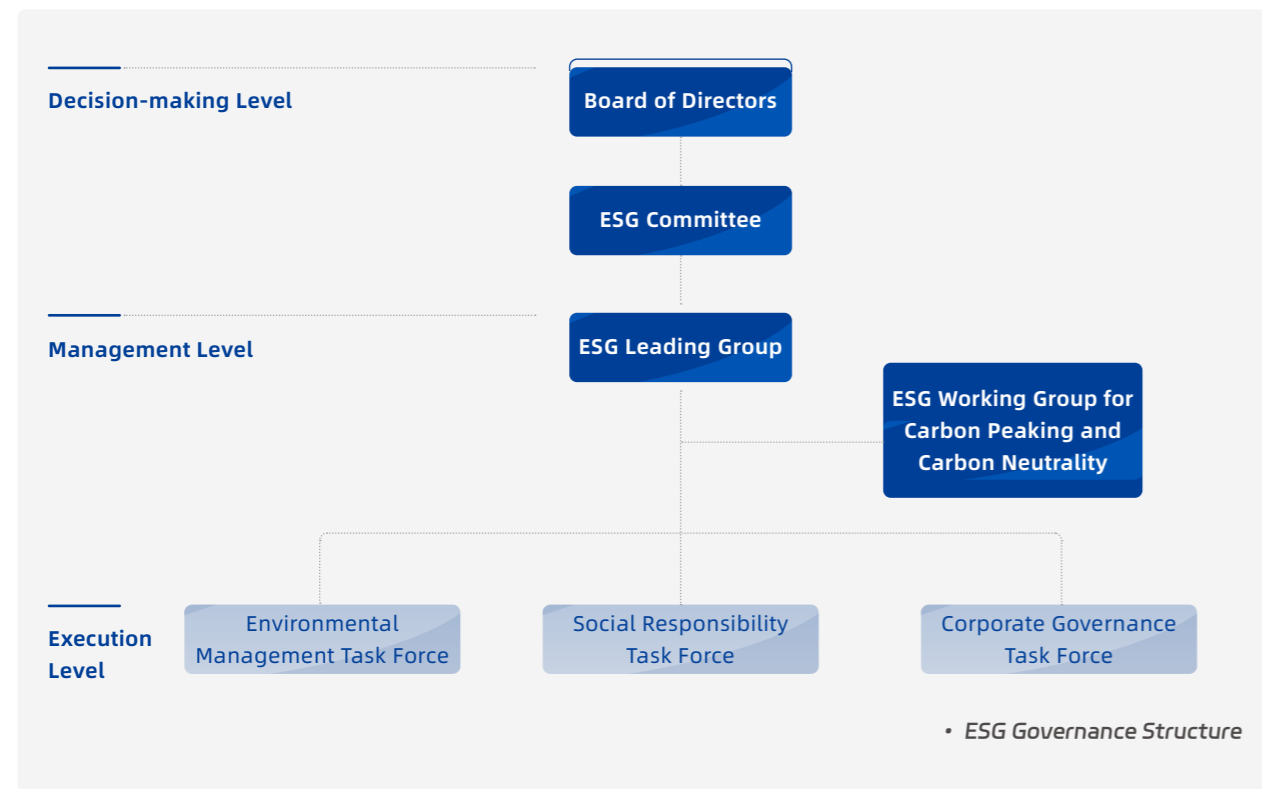 Decision-making Level
Board of Directors
ESG Committee
Management Level
ESG Leading Group
ESG Working Group for
Carbon Peaking and
Carbon Neutrality
Execution
Level
Environmental
Management Task Force
Social Responsibility
Task Force
Corporate Governance
Task Force
• ESG Governance Structure